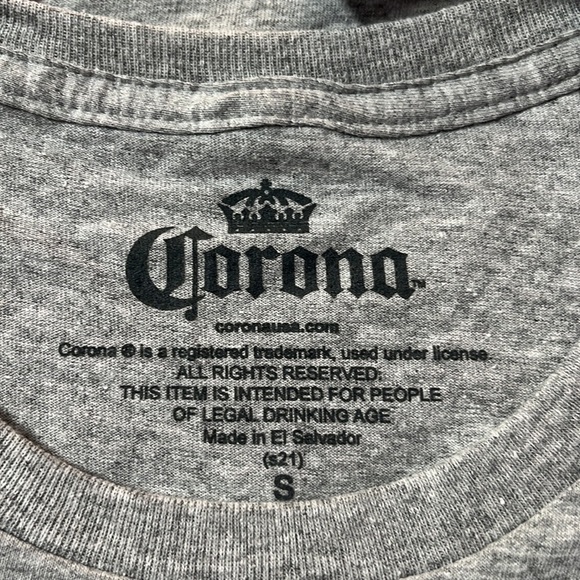 Corona™
coronausa.com
Corona ® is a registered trademark, used under license.
ALL RIGHTS RESERVED.
THIS ITEM IS INTENDED FOR PEOPLE
OF LEGAL DRINKING AGE
Made in El Salvador
(s21)
S